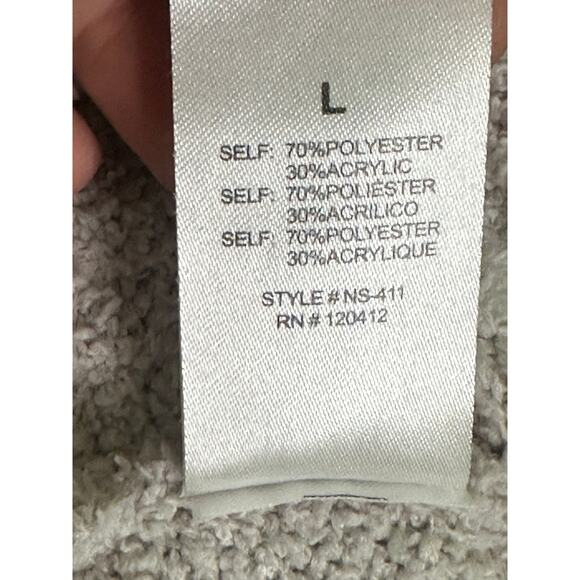 L
SELF: 70%POLYESTER
30%ACRYLIC
SELF: 70%POLIESTER
30%ACRILICO
SELF: 70%POLYESTER
30%ACRYLIQUE
STYLE # NS-411
RN # 120412